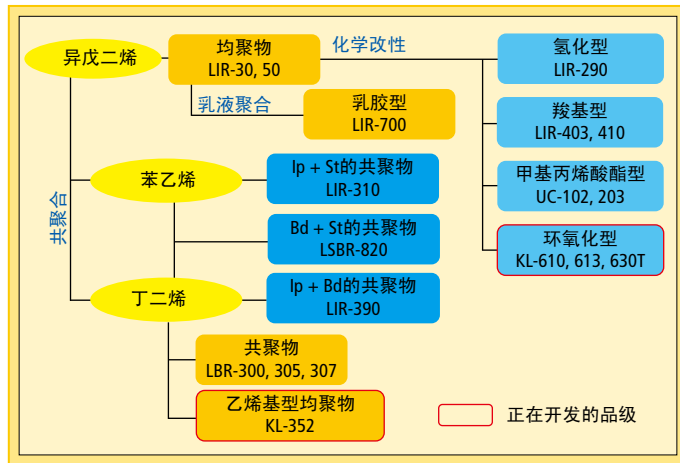 异戊二烯
均聚物
LIR-30, 50
化学改性
氢化型
LIR-290
乳液聚合
乳胶型
LIR-700
羧基型
LIR-403, 410
苯乙烯
Ip + St的共聚物
LIR-310
甲基丙烯酸酯型
UC-102, 203
共聚合
Bd + St的共聚物
LSBR-820
环氧化型
KL-610, 613, 630T
丁二烯
Ip + Bd的共聚物
LIR-390
共聚物
LBR-300, 305, 307
乙烯基型均聚物
KL-352
正在开发的品级